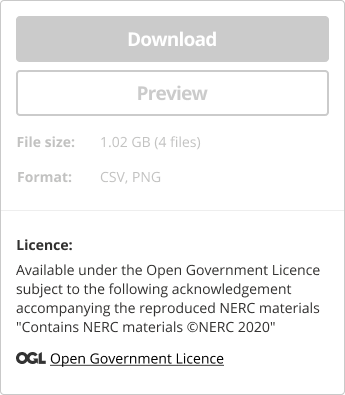 Download
Preview
File size: 1.02 GB (4 files)
Format: CSV, PNG
Licence:
Available under the Open Government Licence
subject to the following acknowledgement
accompanying the reproduced NERC materials
"Contains NERC materials ©NERC 2020"
OGL Open Government Licence